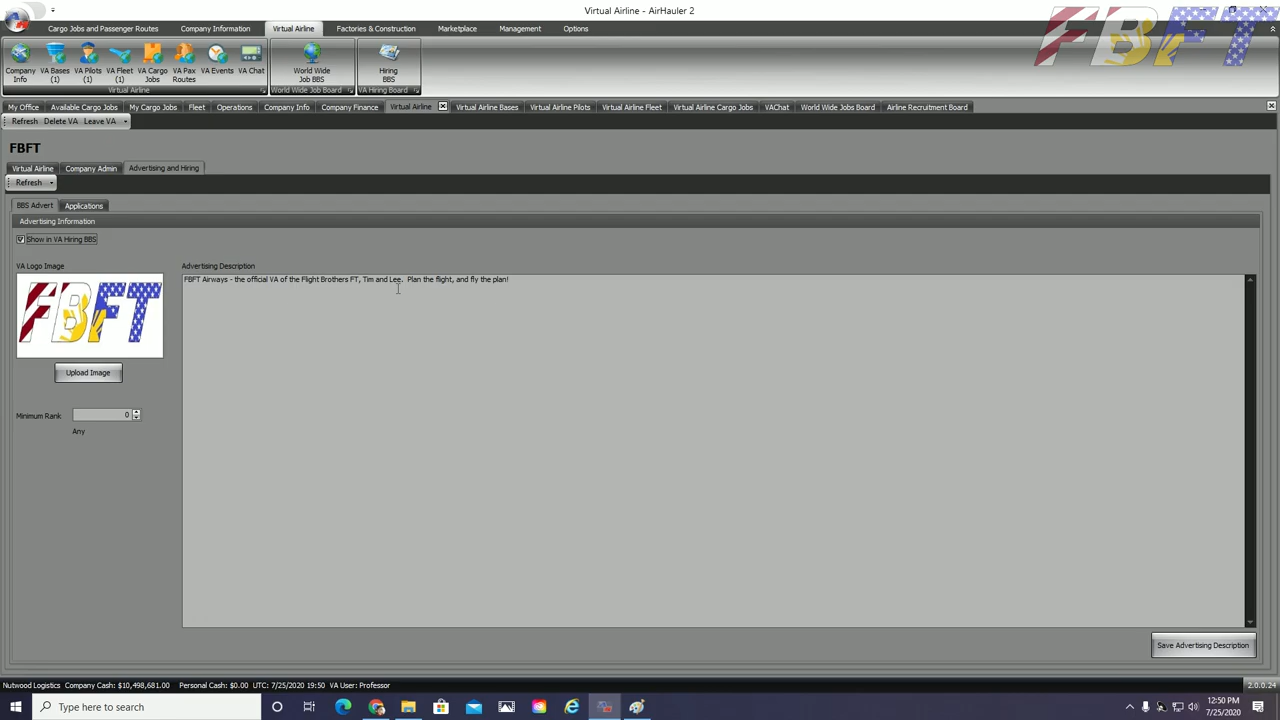 Virtual Airline - AirHauler 2
FBFT
Cargo Jobs and Passenger Routes Company Information Virtual Airline Factories & Construction Marketplace Management Options
Company Info
VA Bases (1)
VA Pilots (1)
VA Fleet (1)
VA Cargo Jobs
VA Pax Routes
VA Events
VA Chat
World Wide Job BBS
Hiring BBS
Virtual Airline World Wide Job Board VA Hiring Board
My Office Available Cargo Jobs My Cargo Jobs Fleet Operations Company Info Company Finance Virtual Airline Virtual Airline Bases Virtual Airline Pilots Virtual Airline Fleet Virtual Airline Cargo Jobs VAChat World Wide Jobs Board Airline Recruitment Board
Refresh Delete VA Leave VA
FBFT
Virtual Airline Company Admin Advertising and Hiring
Refresh
BBS Advert Applications
Advertising Information
Show in VA Hiring BBS
VA Logo Image Advertising Description
FBFT Airways - the official VA of the Flight Brothers FT, Tim and Lee. Plan the flight, and fly the plan!
FBFT
Upload Image
Minimum Rank 0
Any
Save Advertising Description
Nutwood Logistics Company Cash: $10,498,681.00 Personal Cash: $0.00 UTC: 7/25/2020 19:50 VA User: Professor 2.0.0.24
Type here to search
12:50 PM
7/25/2020